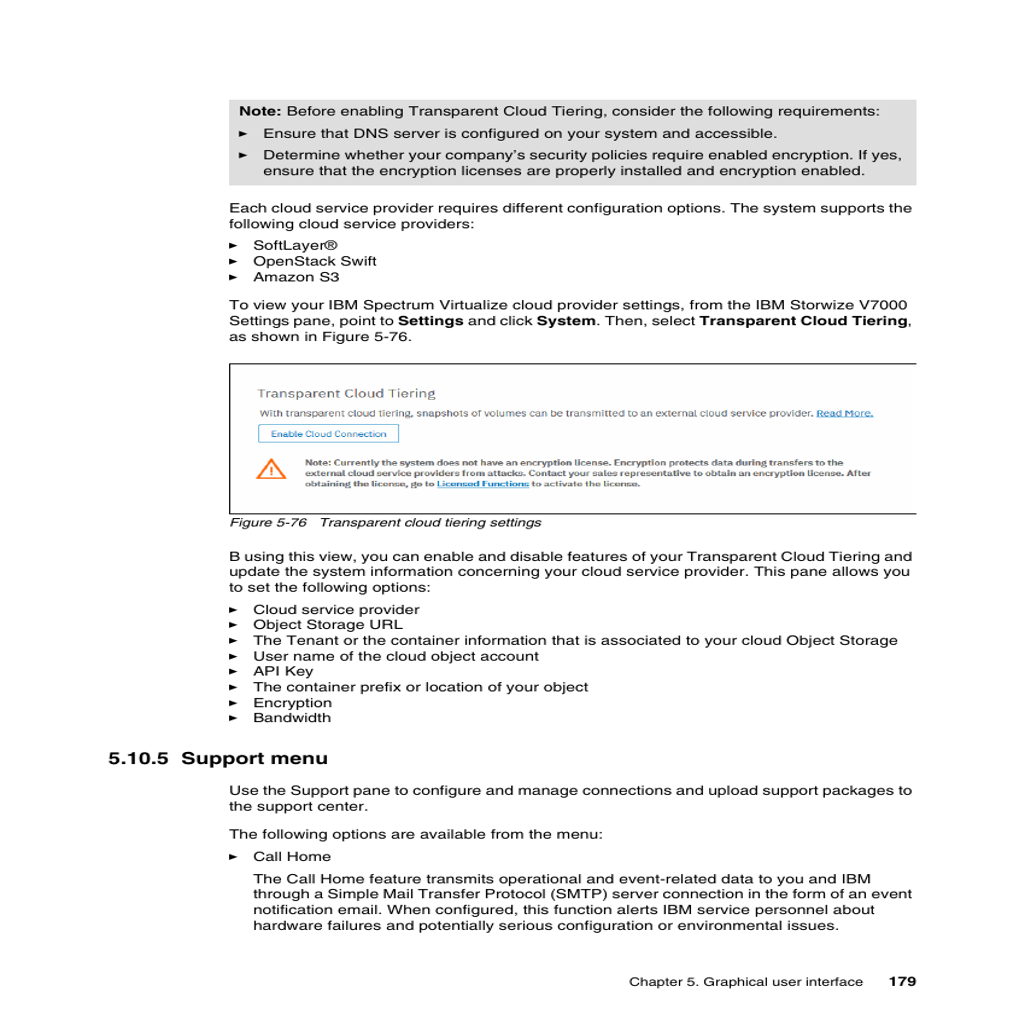 Note: Before enabling Transparent Cloud Tiering, consider the following requirements:
► Ensure that DNS server is configured on your system and accessible.
► Determine whether your company's security policies require enabled encryption. If yes,
ensure that the encryption licenses are properly installed and encryption enabled.
Each cloud service provider requires different configuration options. The system supports the
following cloud service providers:
► SoftLayer®
► OpenStack Swift
► Amazon S3
To view your IBM Spectrum Virtualize cloud provider settings, from the IBM Storwize V7000
Settings pane, point to Settings and click System. Then, select Transparent Cloud Tiering,
as shown in Figure 5-76.
Transparent Cloud Tiering
With transparent cloud tiering, snapshots of volumes can be transmitted to an external cloud service provider. Read More.
Enable Cloud Connection
Note: Currently the system does not have an encryption license. Encryption protects data during transfers to the
external cloud service providers from attacks. Contact your sales representative to obtain an encryption license. After
obtaining the license, go to Licensed Functions to activate the license.
Figure 5-76 Transparent cloud tiering settings
B using this view, you can enable and disable features of your Transparent Cloud Tiering and
update the system information concerning your cloud service provider. This pane allows you
to set the following options:
► Cloud service provider
► Object Storage URL
► The Tenant or the container information that is associated to your cloud Object Storage
► User name of the cloud object account
► API Key
► The container prefix or location of your object
► Encryption
► Bandwidth
5.10.5 Support menu
Use the Support pane to configure and manage connections and upload support packages to
the support center.
The following options are available from the menu:
► Call Home
The Call Home feature transmits operational and event-related data to you and IBM
through a Simple Mail Transfer Protocol (SMTP) server connection in the form of an event
notification email. When configured, this function alerts IBM service personnel about
hardware failures and potentially serious configuration or environmental issues.
Chapter 5. Graphical user interface 179